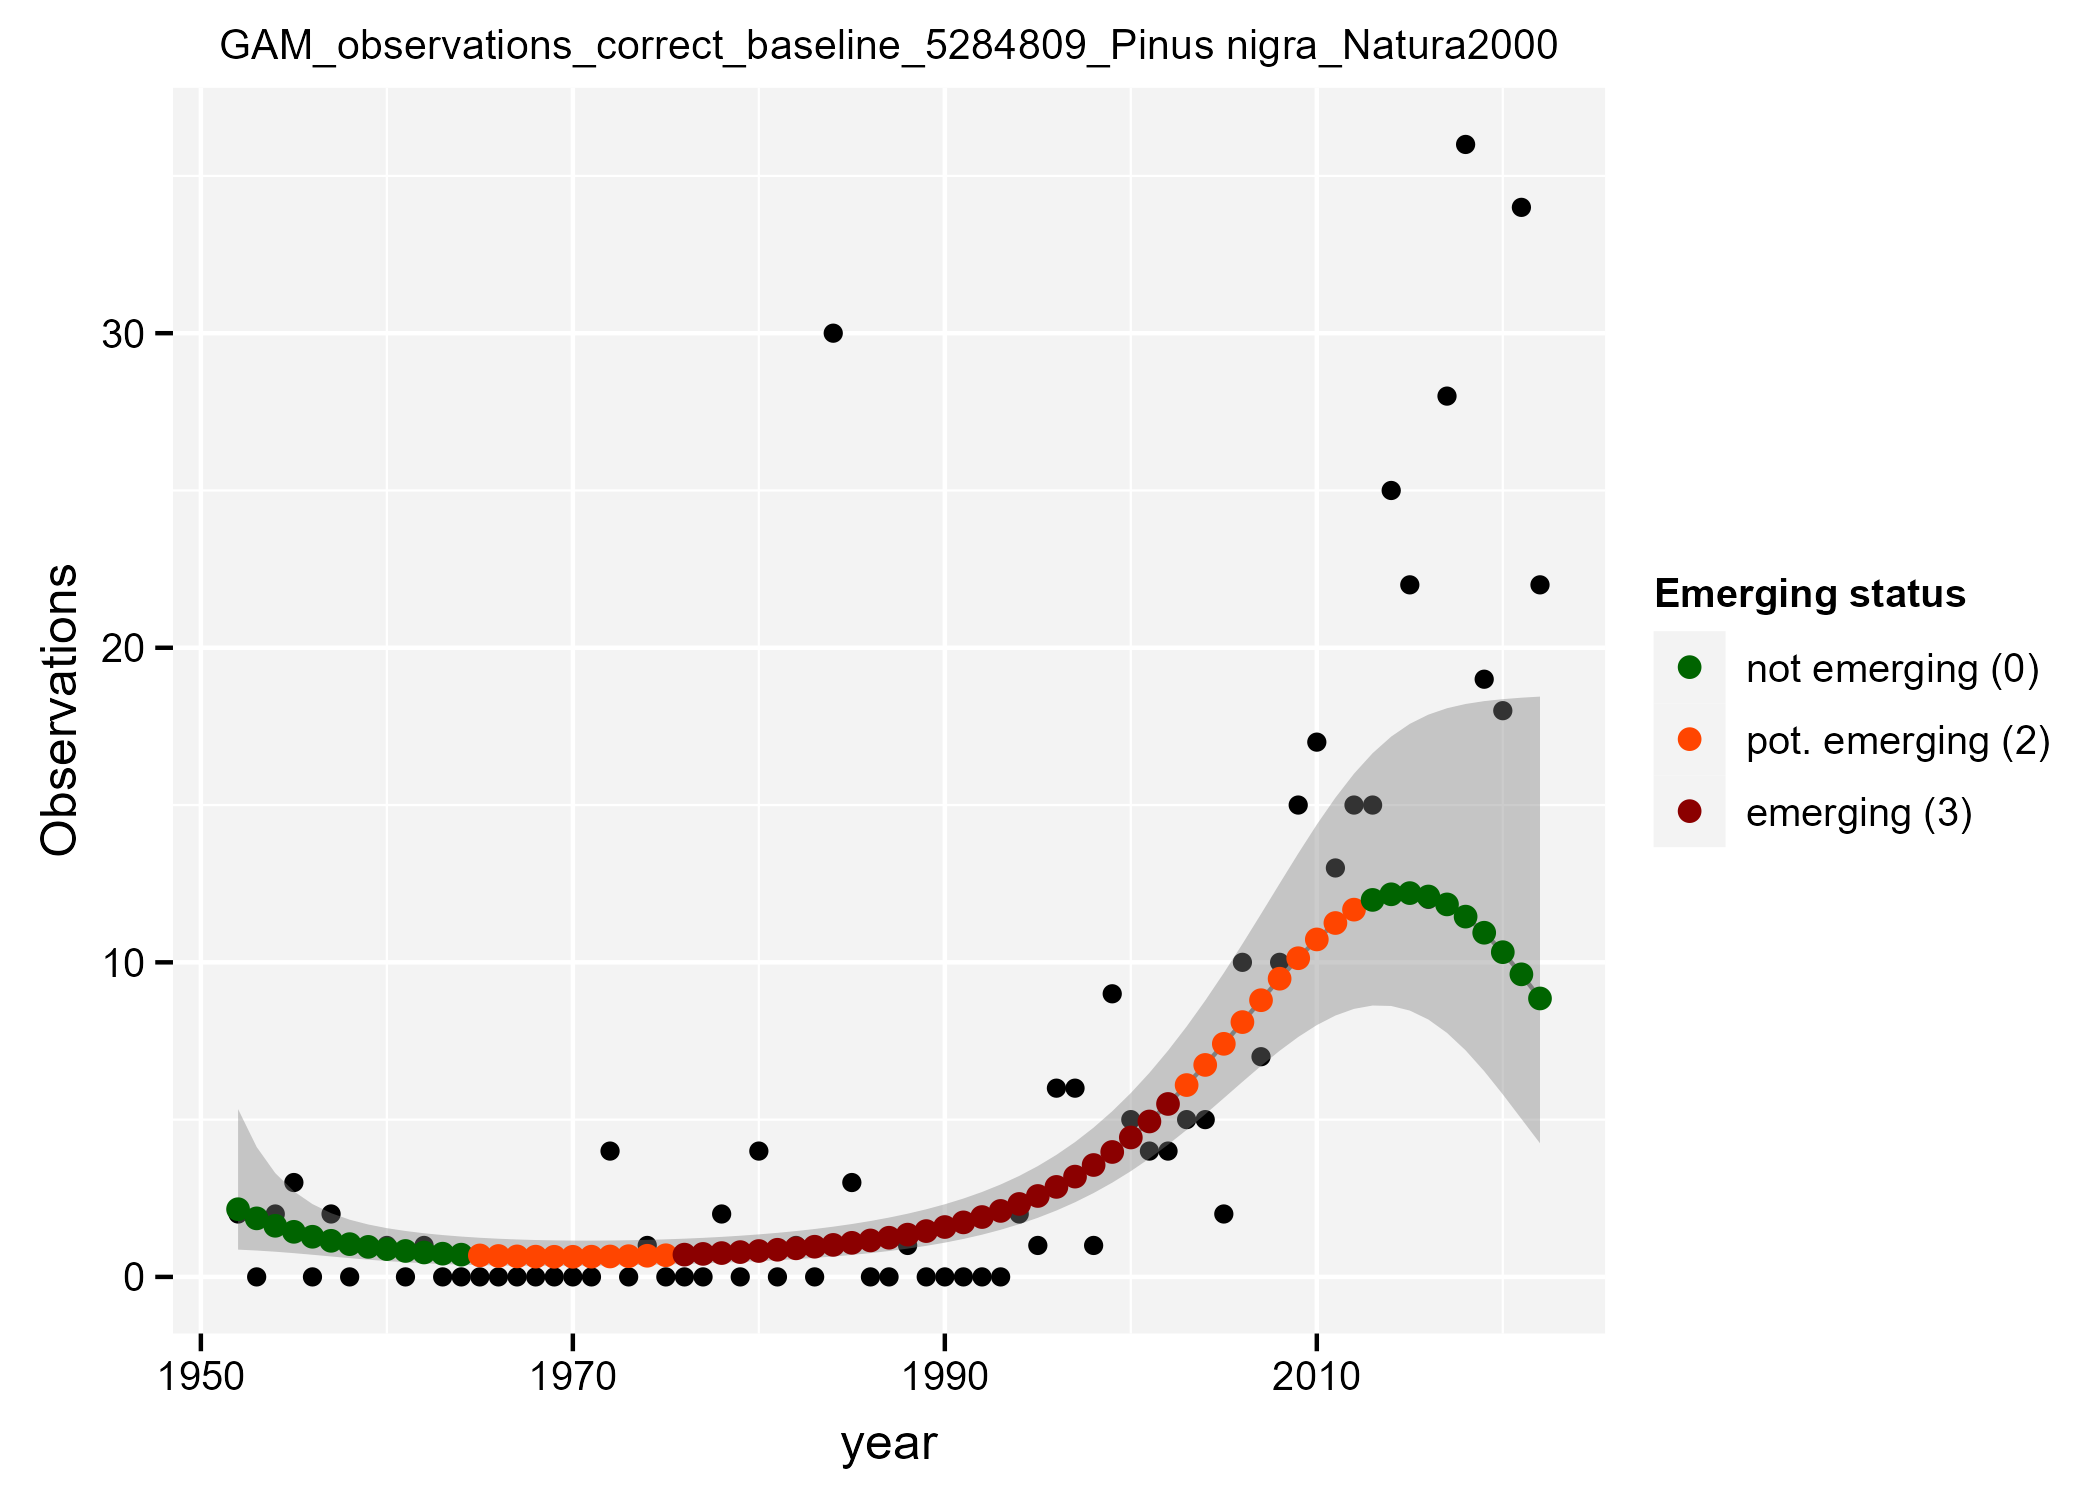 GAM_observations_correct_baseline_5284809_Pinus nigra_Natura2000
Observations
30
20
10
0
1950 1970 1990 2010
year
Emerging status
not emerging (0)
pot. emerging (2)
emerging (3)